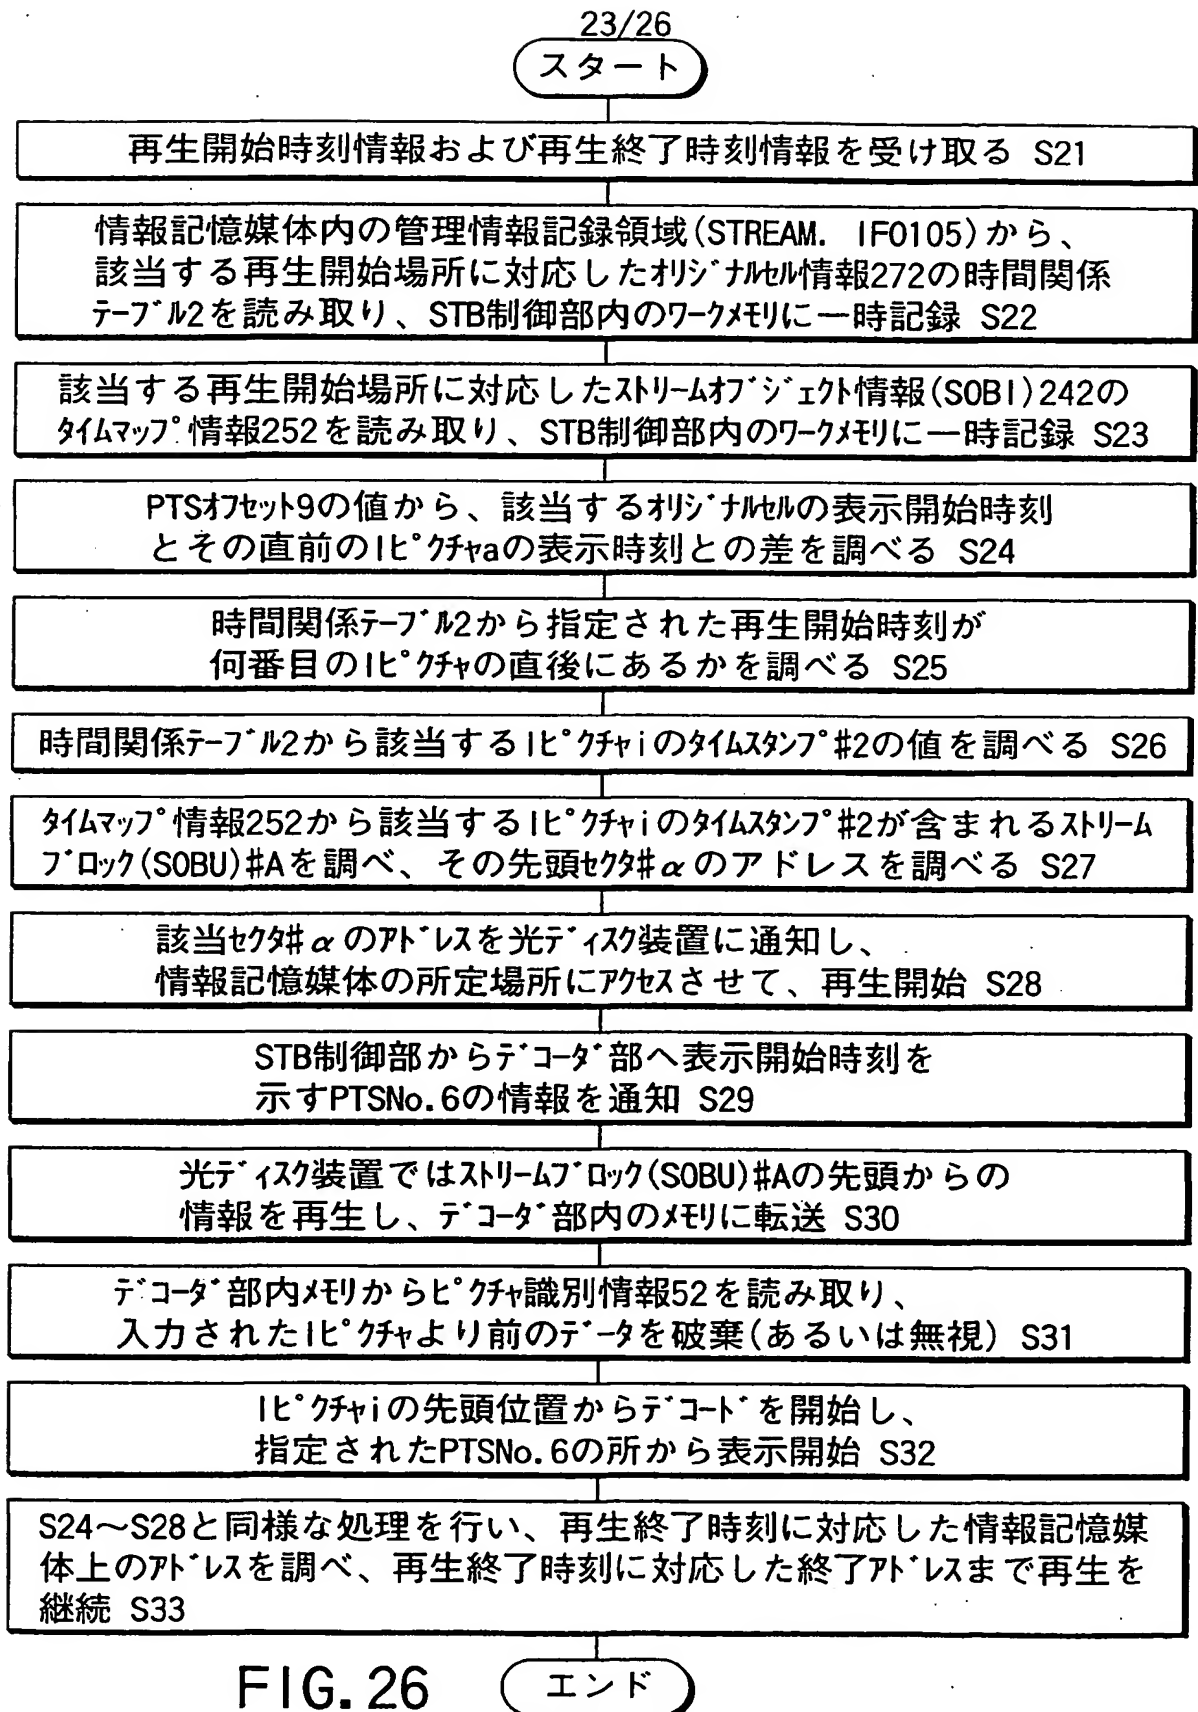 23/26
スタート
再生開始時刻情報および再生終了時刻情報を受け取る S21
情報記憶媒体内の管理情報記録領域(STREAM. IFO105)から、
該当する再生開始場所に対応したｵﾘｼﾞﾅﾙｾﾙ情報272の時間関係
ﾃｰﾌﾞﾙ2を読み取り、STB制御部内のﾜｰｸﾒﾓﾘに一時記録 S22
該当する再生開始場所に対応したｽﾄﾘｰﾑｵﾌﾞｼﾞｪｸﾄ情報(SOBI)242の
ﾀｲﾑﾏｯﾌﾟ情報252を読み取り、STB制御部内のﾜｰｸﾒﾓﾘに一時記録 S23
PTSｵﾌｾｯﾄ9の値から、該当するｵﾘｼﾞﾅﾙｾﾙの表示開始時刻
とその直前のIﾋﾟｸﾁｬaの表示時刻との差を調べる S24
時間関係ﾃｰﾌﾞﾙ2から指定された再生開始時刻が
何番目のIﾋﾟｸﾁｬの直後にあるかを調べる S25
時間関係ﾃｰﾌﾞﾙ2から該当するIﾋﾟｸﾁｬiのﾀｲﾑｽﾀﾝﾌﾟ#2の値を調べる S26
ﾀｲﾑﾏｯﾌﾟ情報252から該当するIﾋﾟｸﾁｬiのﾀｲﾑｽﾀﾝﾌﾟ#2が含まれるｽﾄﾘｰﾑ
ﾌﾞﾛｯｸ(SOBU)#Aを調べ、その先頭ｾｸﾀ#αのアドレスを調べる S27
該当ｾｸﾀ#αのｱﾄﾞﾚｽを光ディスク装置に通知し、
情報記憶媒体の所定場所にｱｸｾｽさせて、再生開始 S28
STB制御部からﾃﾞｺｰﾀﾞ部へ表示開始時刻を
示すPTSNo.6の情報を通知 S29
光ﾃﾞｨｽｸ装置ではｽﾄﾘｰﾑﾌﾞﾛｯｸ(SOBU)#Aの先頭からの
情報を再生し、ﾃﾞｺｰﾀﾞ部内のﾒﾓﾘに転送 S30
ﾃﾞｺｰﾀﾞ部内ﾒﾓﾘからﾋﾟｸﾁｬ識別情報52を読み取り、
入力されたIﾋﾟｸﾁｬより前のﾃﾞｰﾀを破棄(あるいは無視) S31
Iﾋﾟｸﾁｬiの先頭位置からﾃﾞｺｰﾄﾞを開始し、
指定されたPTSNo.6の所から表示開始 S32
S24～S28と同様な処理を行い、再生終了時刻に対応した情報記憶媒
体上のｱﾄﾞﾚｽを調べ、再生終了時刻に対応した終了ｱﾄﾞﾚｽまで再生を
継続 S33
エンド
FIG. 26